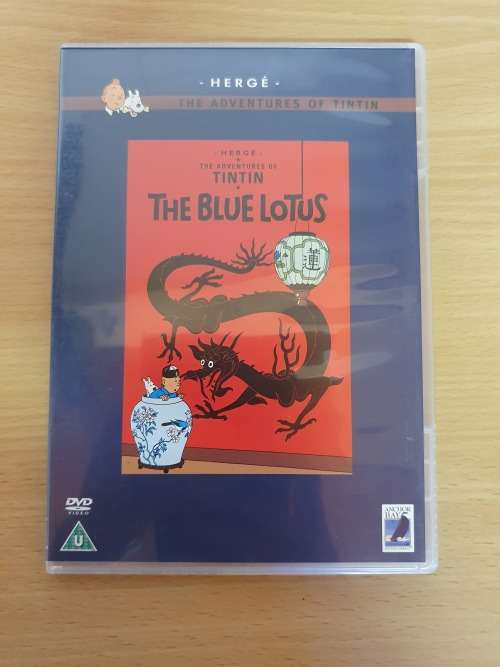 - HERGÉ -
THE ADVENTURES OF TINTIN
- HERGÉ -
THE ADVENTURES OF
TINTIN
THE BLUE LOTUS
蓮
DVD
VIDEO
U
ANCHOR
BAY